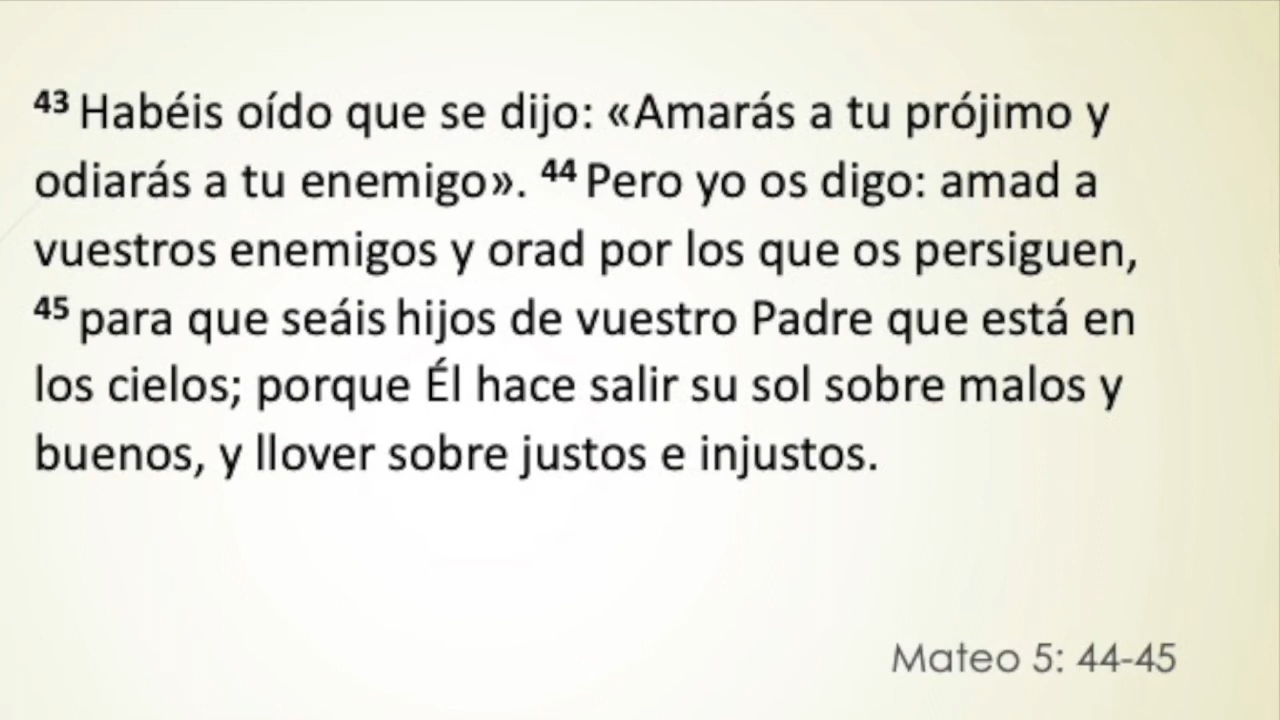 43 Habéis oído que se dijo: «Amarás a tu prójimo y
odiarás a tu enemigo». 44 Pero yo os digo: amad a
vuestros enemigos y orad por los que os persiguen,
45 para que seáis hijos de vuestro Padre que está en
los cielos; porque Él hace salir su sol sobre malos y
buenos, y llover sobre justos e injustos.
Mateo 5: 44-45